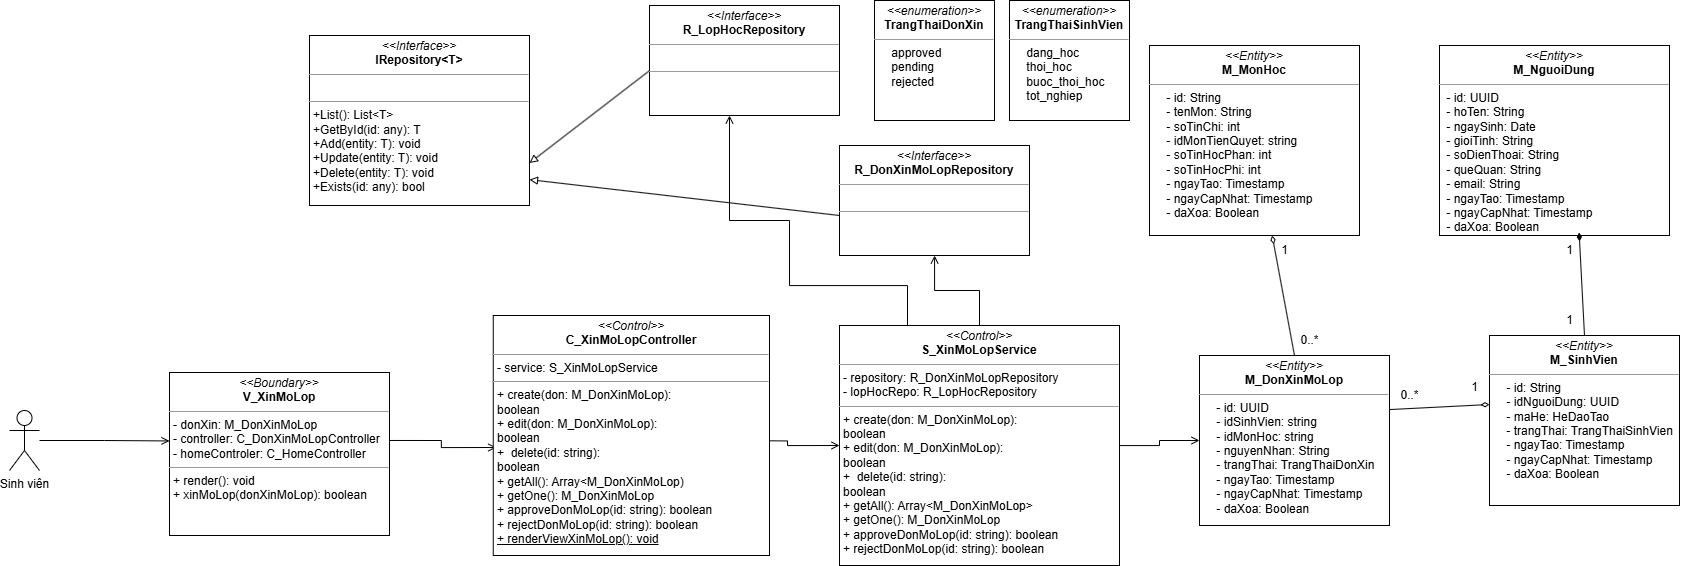 <<Interface>>
IRepository<T>
+List(): List<T>
+GetById(id: any): T
+Add(entity: T): void
+Update(entity: T): void
+Delete(entity: T): void
+Exists(id: any): bool
<<Interface>>
R_LopHocRepository
<<enumeration>>
TrangThaiDonXin
approved
pending
rejected
<<enumeration>>
TrangThaiSinhVien
dang_hoc
thoi_hoc
buoc_thoi_hoc
tot_nghiep
<<Interface>>
R_DonXinMoLopRepository
<<Entity>>
M_MonHoc
- id: String
- tenMon: String
- soTinChi: int
- idMonTienQuyet: string
- soTinHocPhan: int
- soTinHocPhi: int
- ngayTao: Timestamp
- ngayCapNhat: Timestamp
- daXoa: Boolean
<<Entity>>
M_NguoiDung
- id: UUID
- hoTen: String
- ngaySinh: Date
- gioiTinh: String
- soDienThoai: String
- queQuan: String
- email: String
- ngayTao: Timestamp
- ngayCapNhat: Timestamp
- daXoa: Boolean
1
0..*
1
1
Sinh viên
<<Boundary>>
V_XinMoLop
- donXin: M_DonXinMoLop
- controller: C_DonXinMoLopController
- homeControler: C_HomeController
+ render(): void
+ xinMoLop(donXinMoLop): boolean
<<Control>>
C_XinMoLopController
- service: S_XinMoLopService
+ create(don: M_DonXinMoLop):
boolean
+ edit(don: M_DonXinMoLop):
boolean
+  delete(id: string):
boolean
+ getAll(): Array<M_DonXinMoLop)
+ getOne(): M_DonXinMoLop
+ approveDonMoLop(id: string): boolean
+ rejectDonMoLop(id: string): boolean
+ renderViewXinMoLop(): void
<<Control>>
S_XinMoLopService
- repository: R_DonXinMoLopRepository
- lopHocRepo: R_LopHocRepository
+ create(don: M_DonXinMoLop):
boolean
+ edit(don: M_DonXinMoLop):
boolean
+  delete(id: string):
boolean
+ getAll(): Array<M_DonXinMoLop>
+ getOne(): M_DonXinMoLop
+ approveDonMoLop(id: string): boolean
+ rejectDonMoLop(id: string): boolean
<<Entity>>
M_DonXinMoLop
- id: UUID
- idSinhVien: string
- idMonHoc: string
- nguyenNhan: String
- trangThai: TrangThaiDonXin
- ngayTao: Timestamp
- ngayCapNhat: Timestamp
- daXoa: Boolean
0..*
1
<<Entity>>
M_SinhVien
- id: String
- idNguoiDung: UUID
- maHe: HeDaoTao
- trangThai: TrangThaiSinhVien
- ngayTao: Timestamp
- ngayCapNhat: Timestamp
- daXoa: Boolean